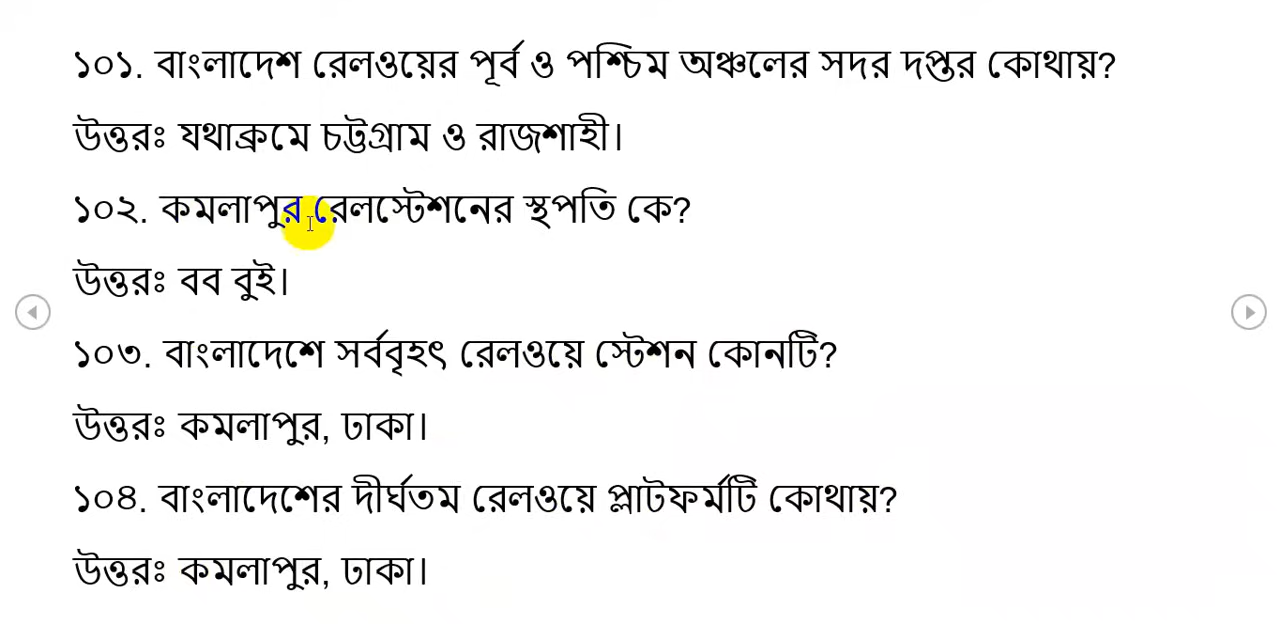 ১০১. বাংলাদেশ রেলওয়ের পূর্ব ও পশ্চিম অঞ্চলের সদর দপ্তর কোথায়?
উত্তরঃ যথাক্রমে চট্টগ্রাম ও রাজশাহী।
১০২. কমলাপুর রেলস্টেশনের স্থপতি কে?
উত্তরঃ বব বুই।
১০৩. বাংলাদেশে সর্ববৃহৎ রেলওয়ে স্টেশন কোনটি?
উত্তরঃ কমলাপুর, ঢাকা।
১০৪. বাংলাদেশের দীর্ঘতম রেলওয়ে প্লাটফর্মটি কোথায়?
উত্তরঃ কমলাপুর, ঢাকা।